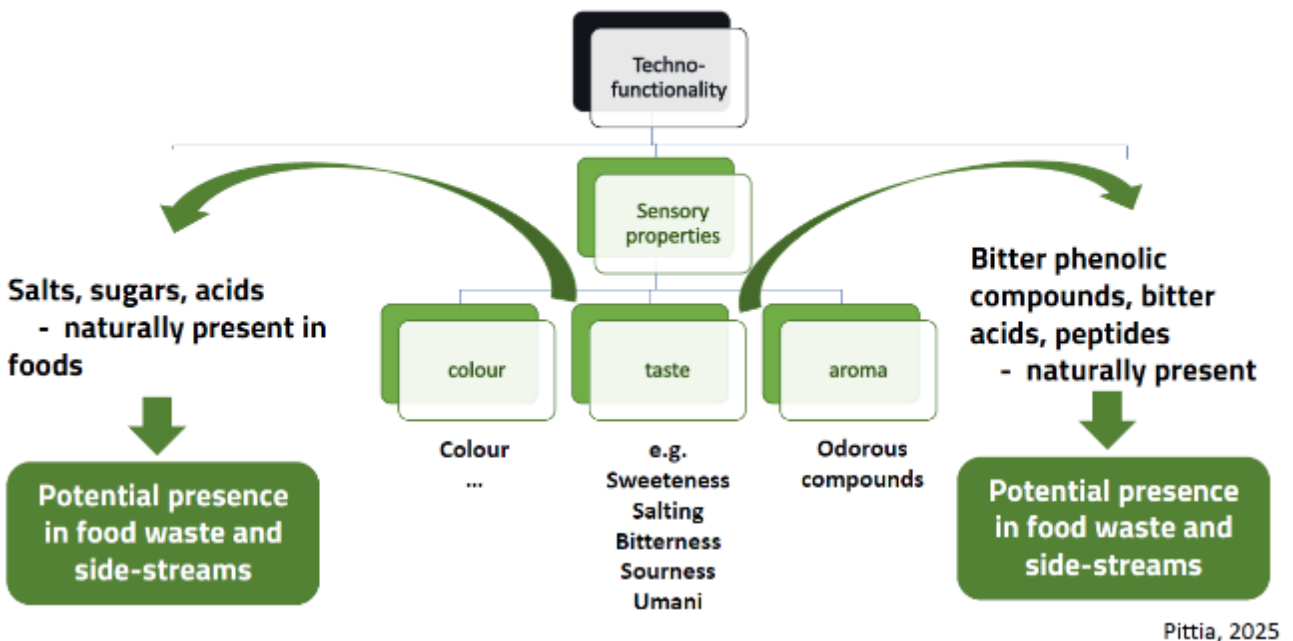 Techno-
functionality
Sensory
properties
Salts, sugars, acids
- naturally present in
foods
Bitter phenolic
compounds, bitter
acids, peptides
- naturally present
colour
taste
aroma
Colour
...
e.g.
Sweeteness
Salting
Bitterness
Sourness
Umani
Odorous
compounds
Potential presence
in food waste and
side-streams
Potential presence
in food waste and
side-streams
Pittia, 2025